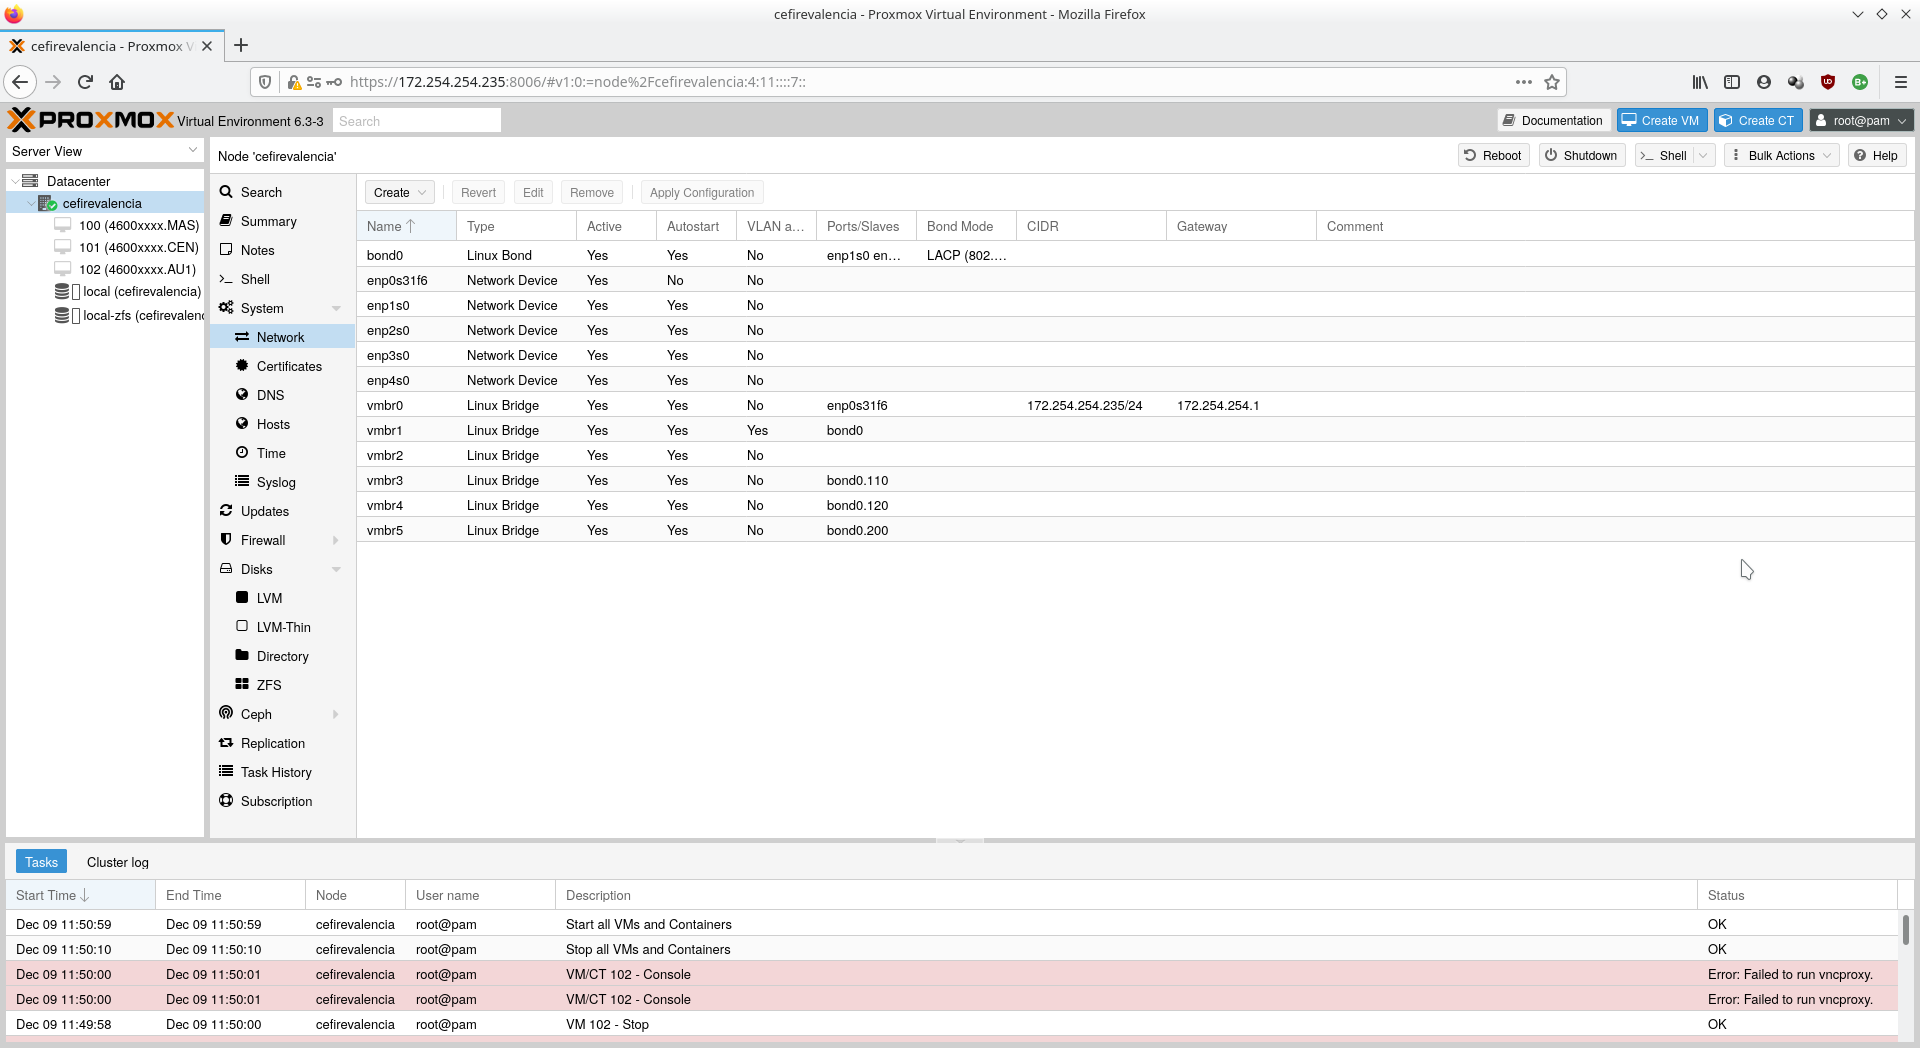 cefirevalencia - Proxmox Virtual Environment - Mozilla Firefox
cefirevalencia - Proxmox V
https://172.254.254.235:8006/#v1:0:=node%2Fcefirevalencia:4:11::::7::
PROXMOX Virtual Environment 6.3-3 Search Documentation Create VM Create CT root@pam
Server View
Datacenter
cefirevalencia
100 (4600xxxx.MAS)
101 (4600xxxx.CEN)
102 (4600xxxx.AU1)
local (cefirevalencia)
local-zfs (cefirevalenc
Node 'cefirevalencia' Reboot Shutdown Shell Bulk Actions Help
Search
Summary
Notes
Shell
System
Network
Certificates
DNS
Hosts
Time
Syslog
Updates
Firewall
Disks
LVM
LVM-Thin
Directory
ZFS
Ceph
Replication
Task History
Subscription
Create Revert Edit Remove Apply Configuration
Name Type Active Autostart VLAN a... Ports/Slaves Bond Mode CIDR Gateway Comment
bond0 Linux Bond Yes Yes No enp1s0 en... LACP (802....
enp0s31f6 Network Device Yes No No
enp1s0 Network Device Yes Yes No
enp2s0 Network Device Yes Yes No
enp3s0 Network Device Yes Yes No
enp4s0 Network Device Yes Yes No
vmbr0 Linux Bridge Yes Yes No enp0s31f6 172.254.254.235/24 172.254.254.1
vmbr1 Linux Bridge Yes Yes Yes bond0
vmbr2 Linux Bridge Yes Yes No
vmbr3 Linux Bridge Yes Yes No bond0.110
vmbr4 Linux Bridge Yes Yes No bond0.120
vmbr5 Linux Bridge Yes Yes No bond0.200
Tasks Cluster log
Start Time End Time Node User name Description Status
Dec 09 11:50:59 Dec 09 11:50:59 cefirevalencia root@pam Start all VMs and Containers OK
Dec 09 11:50:10 Dec 09 11:50:10 cefirevalencia root@pam Stop all VMs and Containers OK
Dec 09 11:50:00 Dec 09 11:50:01 cefirevalencia root@pam VM/CT 102 - Console Error: Failed to run vncproxy.
Dec 09 11:50:00 Dec 09 11:50:01 cefirevalencia root@pam VM/CT 102 - Console Error: Failed to run vncproxy.
Dec 09 11:49:58 Dec 09 11:50:00 cefirevalencia root@pam VM 102 - Stop OK